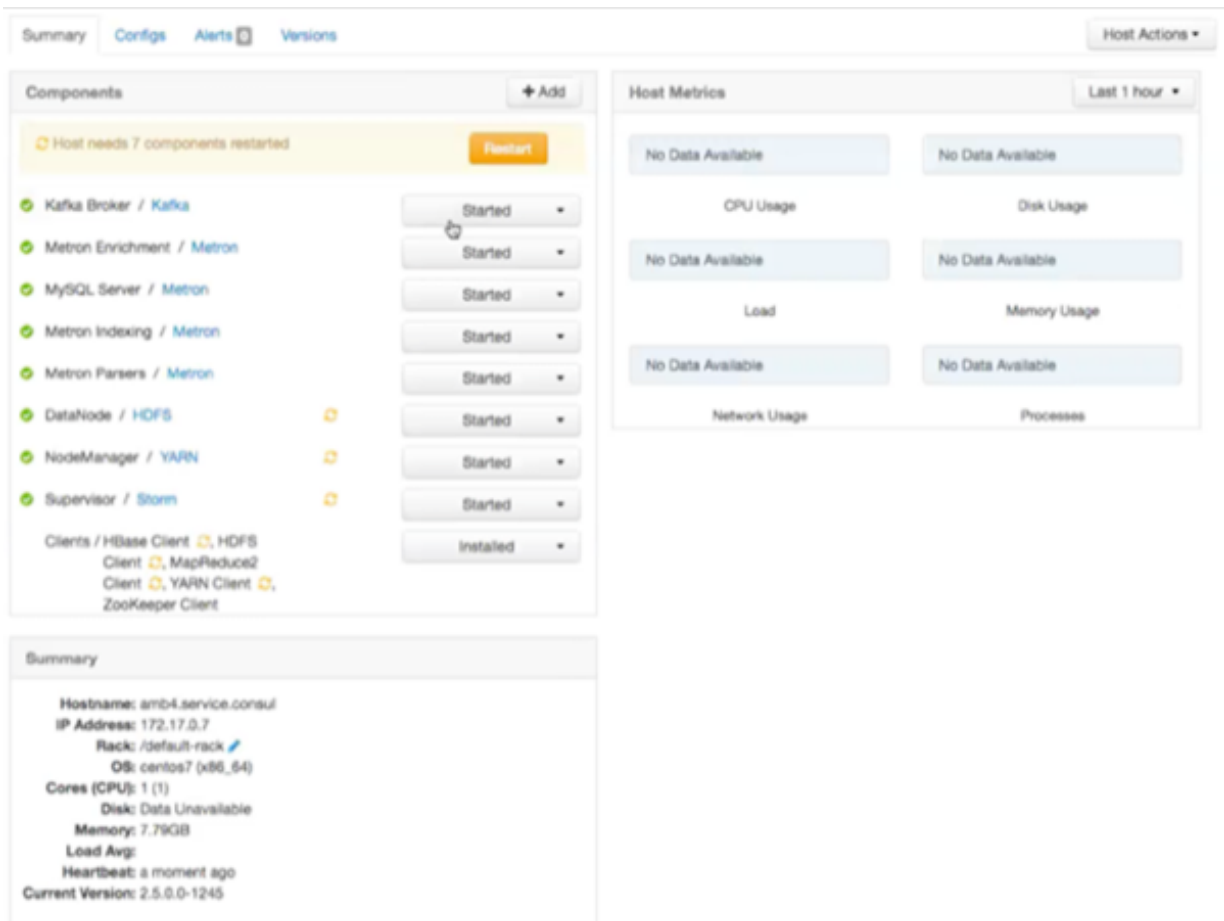 Summary Configs Alerts Versions Host Actions
Components + Add
Host needs 7 components restarted Restart
Kafka Broker / Kafka Started
Metron Enrichment / Metron Started
MySQL Server / Metron Started
Metron Indexing / Metron Started
Metron Parsers / Metron Started
DataNode / HDFS Started
NodeManager / YARN Started
Supervisor / Storm Started
Clients / HBase Client , HDFS Installed
Client , MapReduce2
Client , YARN Client ,
ZooKeeper Client
Host Metrics Last 1 hour
No Data Available No Data Available
CPU Usage Disk Usage
No Data Available No Data Available
Load Memory Usage
No Data Available No Data Available
Network Usage Processes
Summary
Hostname: amb4.service.consul
IP Address: 172.17.0.7
Rack: /default-rack
OS: centos7 (x86_64)
Cores (CPU): 1 (1)
Disk: Data Unavailable
Memory: 7.79GB
Load Avg:
Heartbeat: a moment ago
Current Version: 2.5.0.0-1245